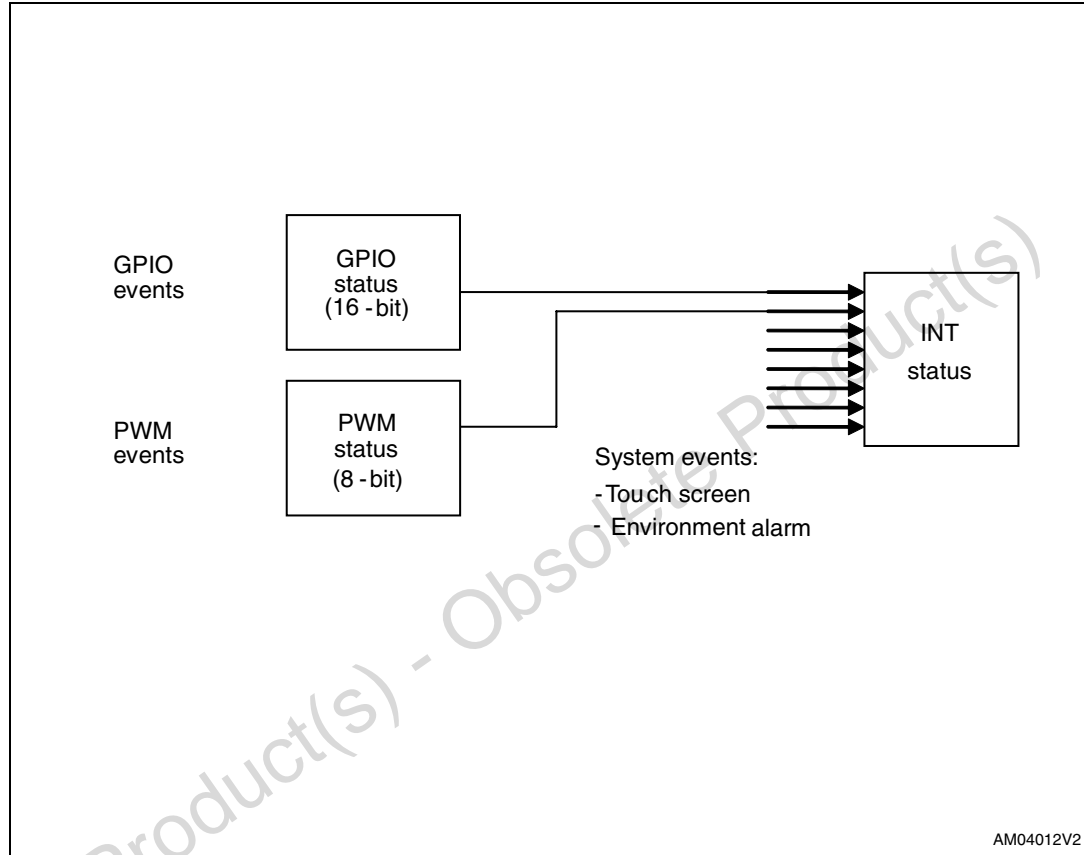 GPIO
events
GPIO
status
(16 - bit)
INT
status
PWM
events
PWM
status
(8 - bit)
System events:
- Touch screen
- Environment alarm
Product(s) - Obsolete Product(s)
AM04012V2